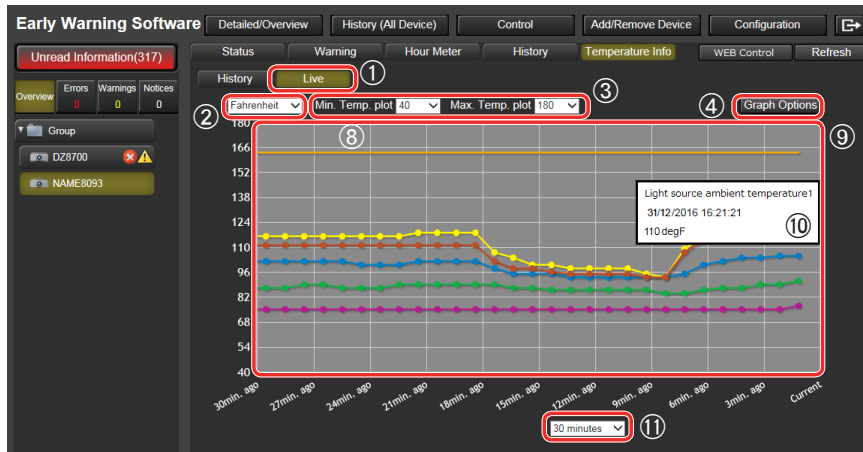 Early Warning Software Detailed/Overview History (All Device) Control Add/Remove Device Configuration
Unread Information(317) Status Warning Hour Meter History Temperature Info WEB Control Refresh
History Live ①
Overview Errors Warnings Notices
0 0 0
② Fahrenheit Min. Temp. plot 40 Max. Temp. plot 180 ③ ④ Graph Options
Group
DZ8700
NAME8093
⑧ ⑨
180
166
152
138
124
110
96
82
68
54
40
Light source ambient temperature1
31/12/2016 16:21:21
110 degF ⑩
30min. ago 27min. ago 24min. ago 21min. ago 18min. ago 15min. ago 12min. ago 9min. ago 6min. ago 3min. ago Current
30 minutes ⑪